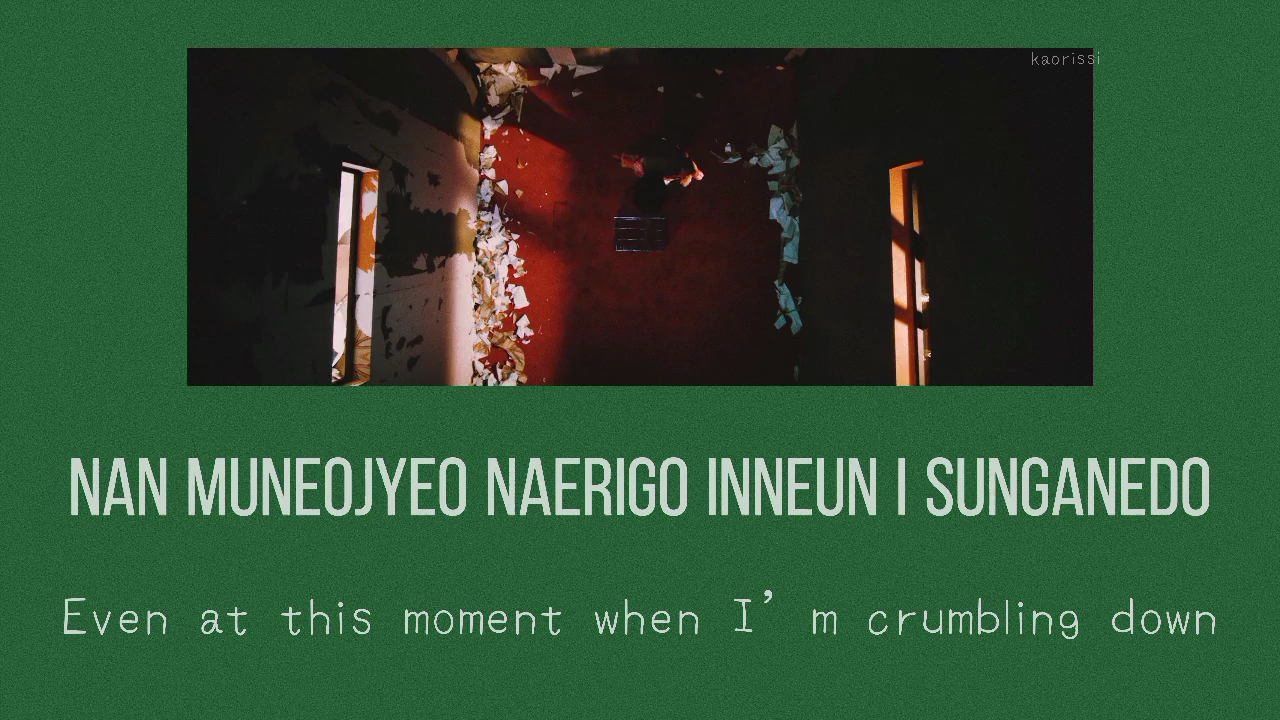 kaorissi
NAN MUNEOJYEO NAERIGO INNEUN I SUNGANEDO
Even at this moment when I’m crumbling down